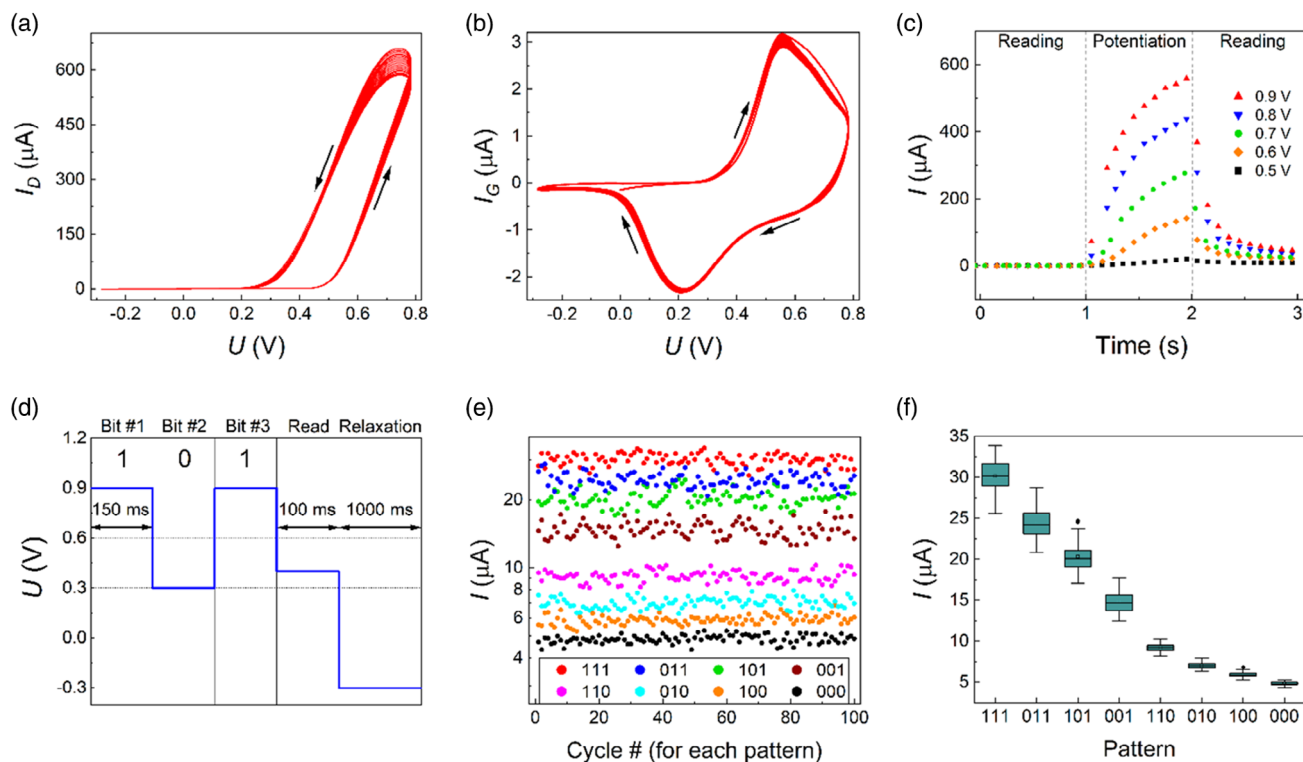 (a)
600
450
300
150
0
I_D (μA)
-0.2 0.0 0.2 0.4 0.6 0.8
U (V)
(b)
3
2
1
0
-1
-2
I_G (μA)
-0.2 0.0 0.2 0.4 0.6 0.8
U (V)
(c)
Reading Potentiation Reading
600
400
200
0
I (μA)
0.9 V
0.8 V
0.7 V
0.6 V
0.5 V
0 1 2 3
Time (s)
(d)
Bit #1 Bit #2 Bit #3 Read Relaxation
1 0 1
1.2
0.9
0.6
0.3
0.0
-0.3
U (V)
150 ms 100 ms 1000 ms
(e)
20
10
8
6
4
I (μA)
111 011 101 001
110 010 100 000
0 20 40 60 80 100
Cycle # (for each pattern)
(f)
35
30
25
20
15
10
5
I (μA)
111 011 101 001 110 010 100 000
Pattern